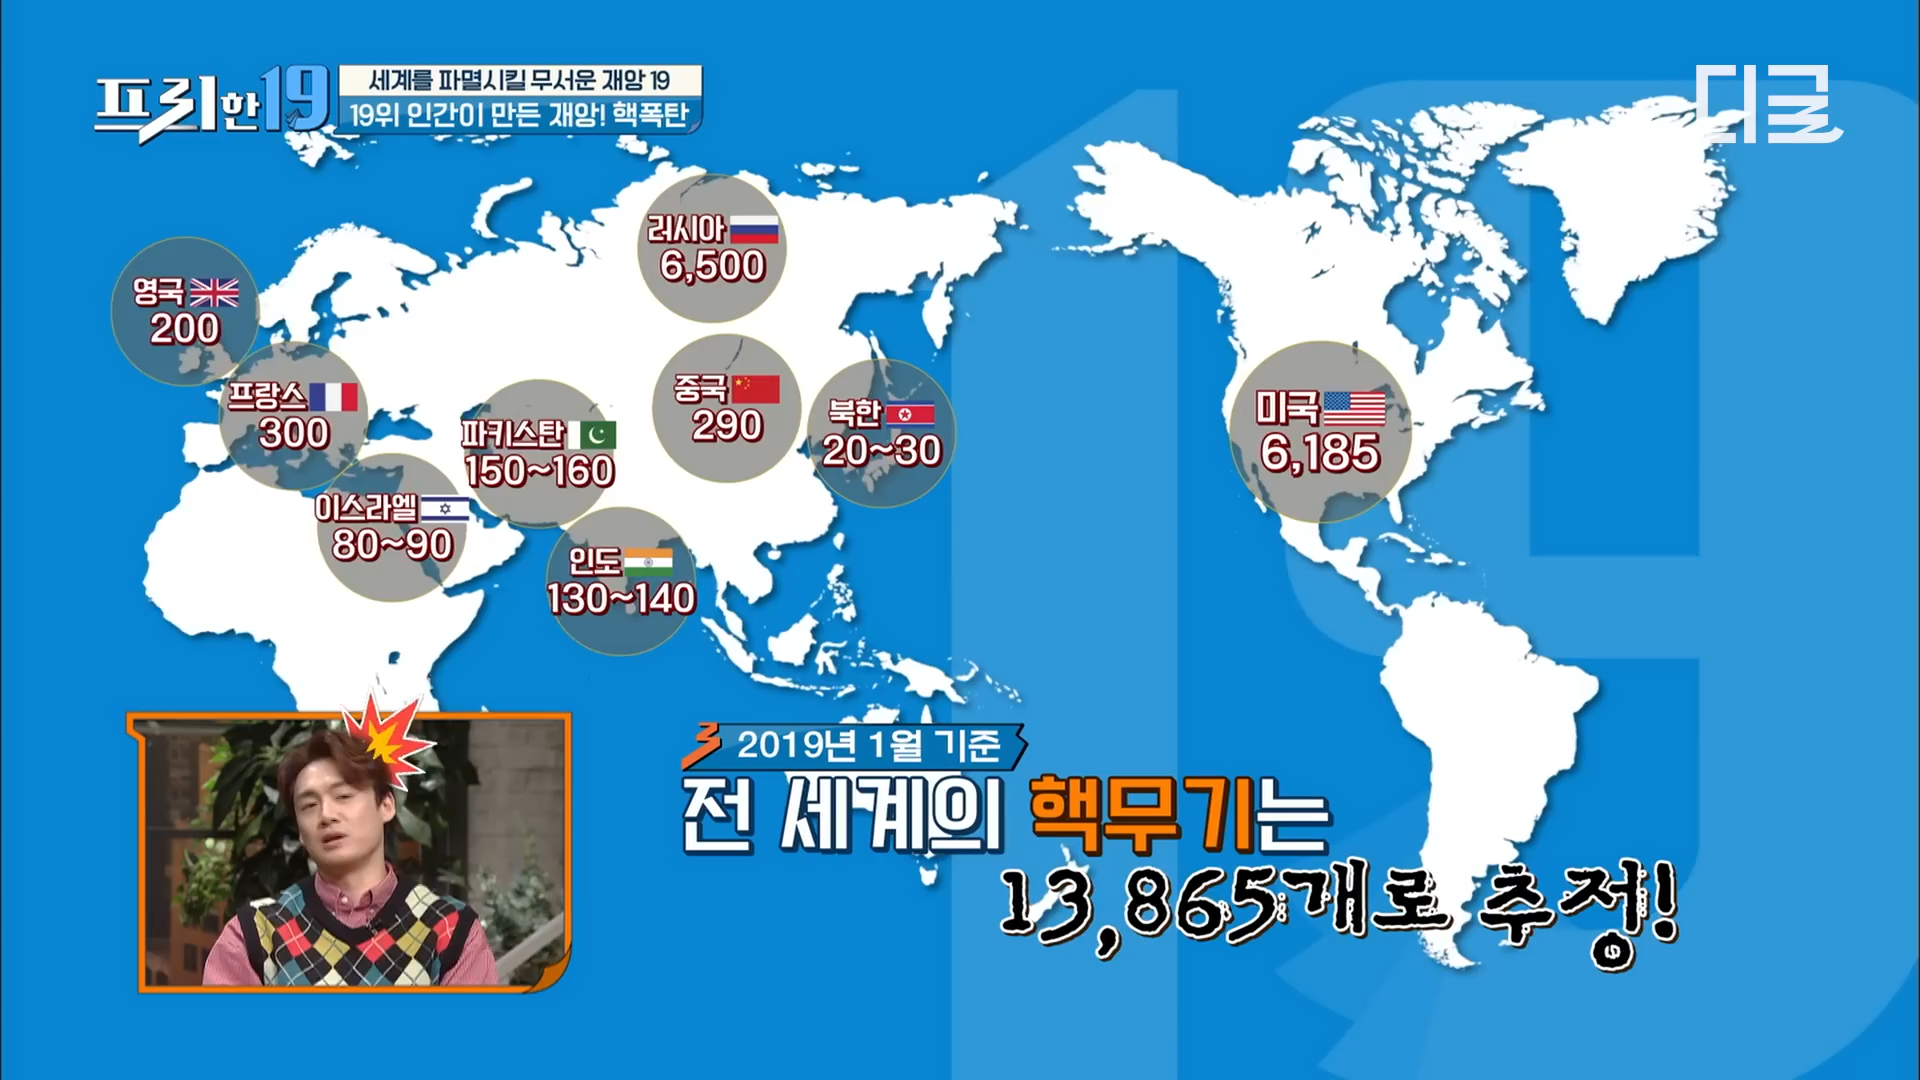 프리한19
세계를 파멸시킬 무서운 재앙 19
19위 인간이 만든 재앙! 핵폭탄
디글
러시아
6,500
영국
200
프랑스
300
중국
290
북한
20~30
미국
6,185
파키스탄
150~160
이스라엘
80~90
인도
130~140
2019년 1월 기준
전 세계의 핵무기는
13,865개로 추정!